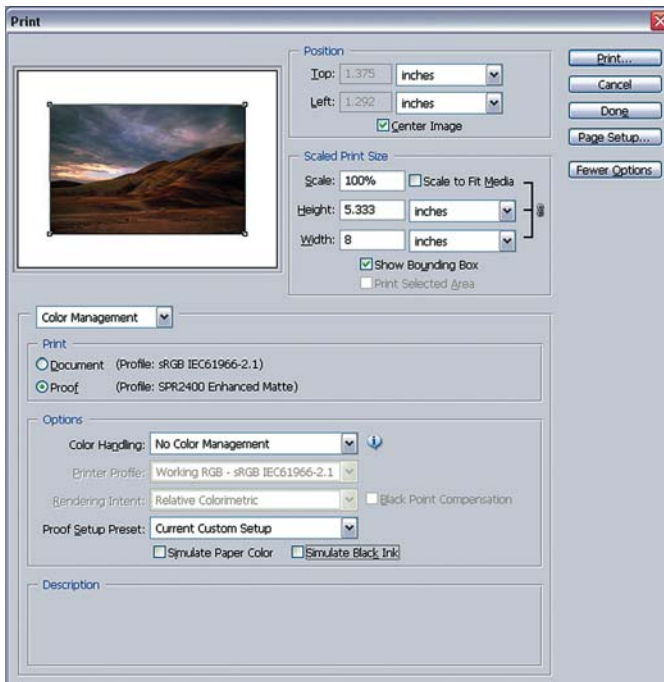 Print
Position
Top: 1.375 inches
Left: 1.292 inches
Center Image
Scaled Print Size
Scale: 100% Scale to Fit Media
Height: 5.333 inches
Width: 8 inches
Show Bounding Box
Print Selected Area
Print...
Cancel
Done
Page Setup...
Fewer Options
Color Management
Print
Document (Profile: sRGB IEC61966-2.1)
Proof (Profile: SPR2400 Enhanced Matte)
Options
Color Handling: No Color Management
Printer Profile: Working RGB - sRGB IEC61966-2.1
Rendering Intent: Relative Colorimetric Black Point Compensation
Proof Setup Preset: Current Custom Setup
Simulate Paper Color Simulate Black Ink
Description